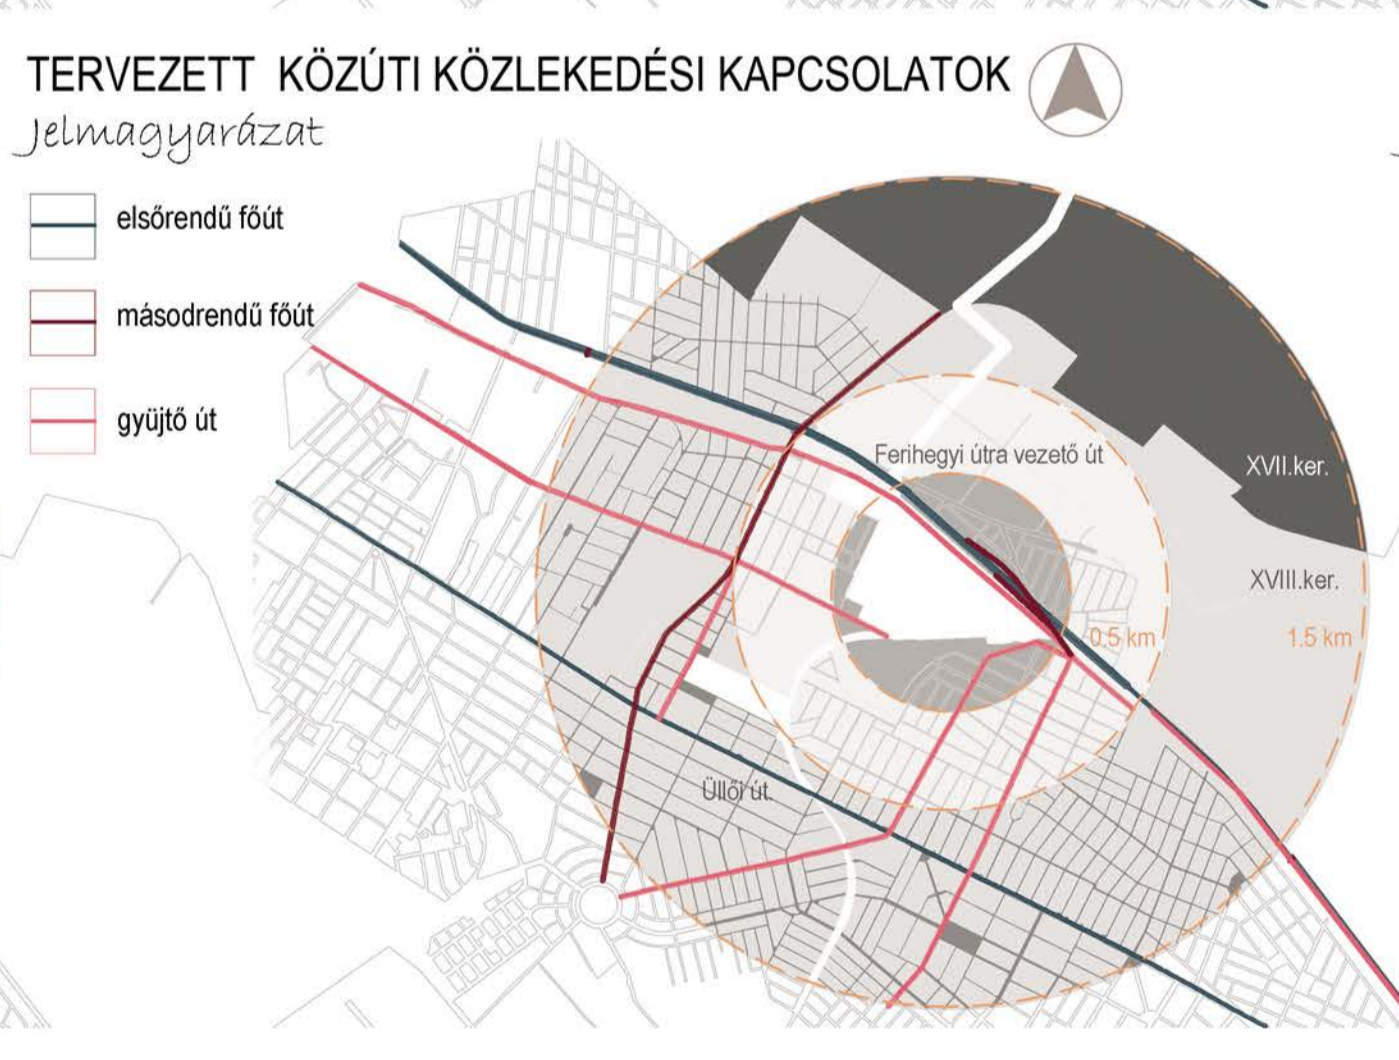 TERVEZETT KÖZÚTI KÖZLEKEDÉSI KAPCSOLATOK
Jelmagyarázat
elsőrendű főút
másodrendű főút
gyüjtő út
Ferihegyi útra vezető út
XVII.ker.
XVIII.ker.
0.5 km
1.5 km
Üllői út.